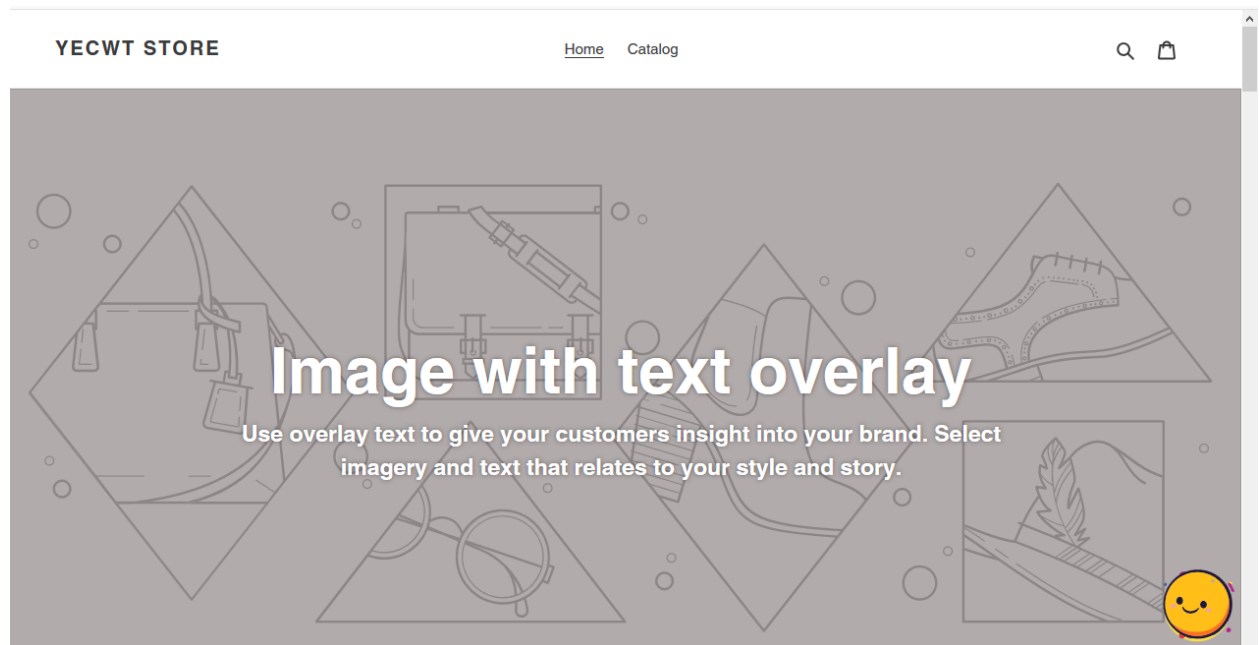 YECWT STORE
Home Catalog
Image with text overlay
Use overlay text to give your customers insight into your brand. Select
imagery and text that relates to your style and story.